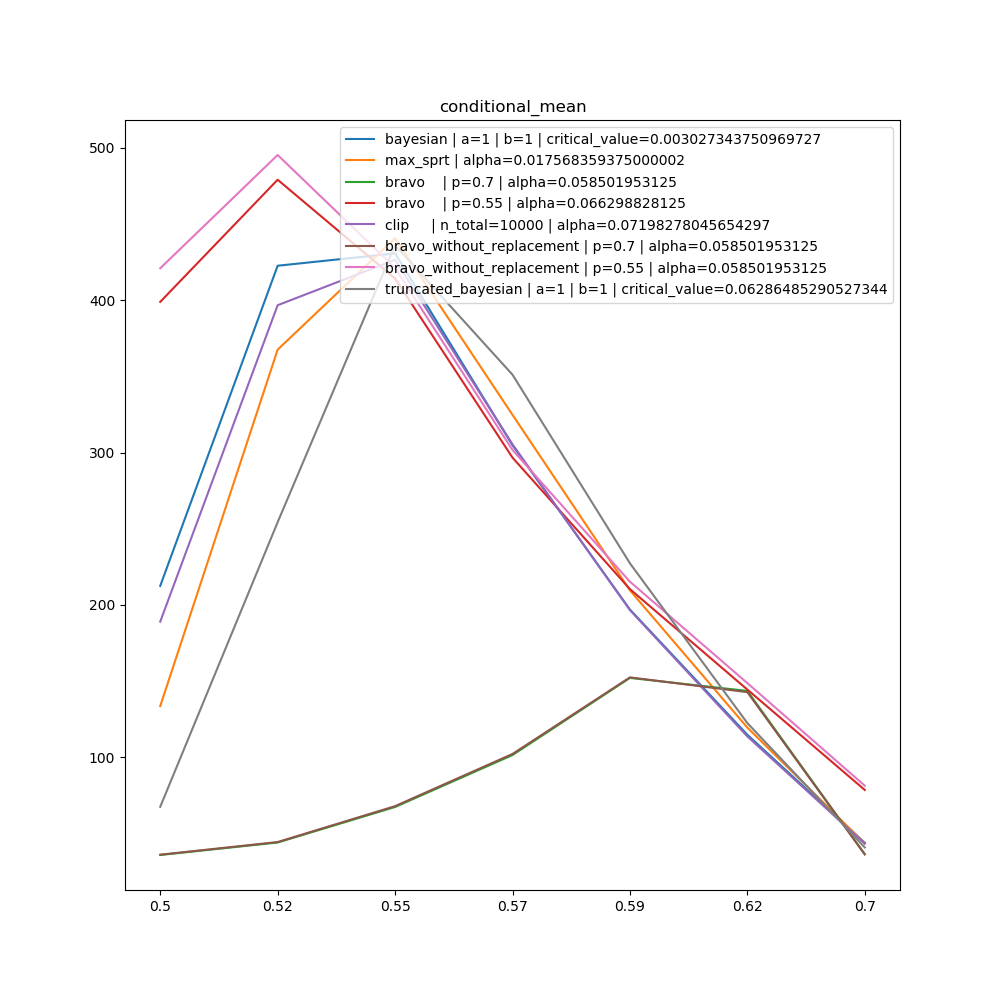 conditional_mean
500
400
300
200
100
bayesian | a=1 | b=1 | critical_value=0.003027343750969727
max_sprt | alpha=0.017568359375000002
bravo    | p=0.7 | alpha=0.058501953125
bravo    | p=0.55 | alpha=0.066298828125
clip     | n_total=10000 | alpha=0.07198278045654297
bravo_without_replacement | p=0.7 | alpha=0.058501953125
bravo_without_replacement | p=0.55 | alpha=0.058501953125
truncated_bayesian | a=1 | b=1 | critical_value=0.06286485290527344
0.5 0.52 0.55 0.57 0.59 0.62 0.7